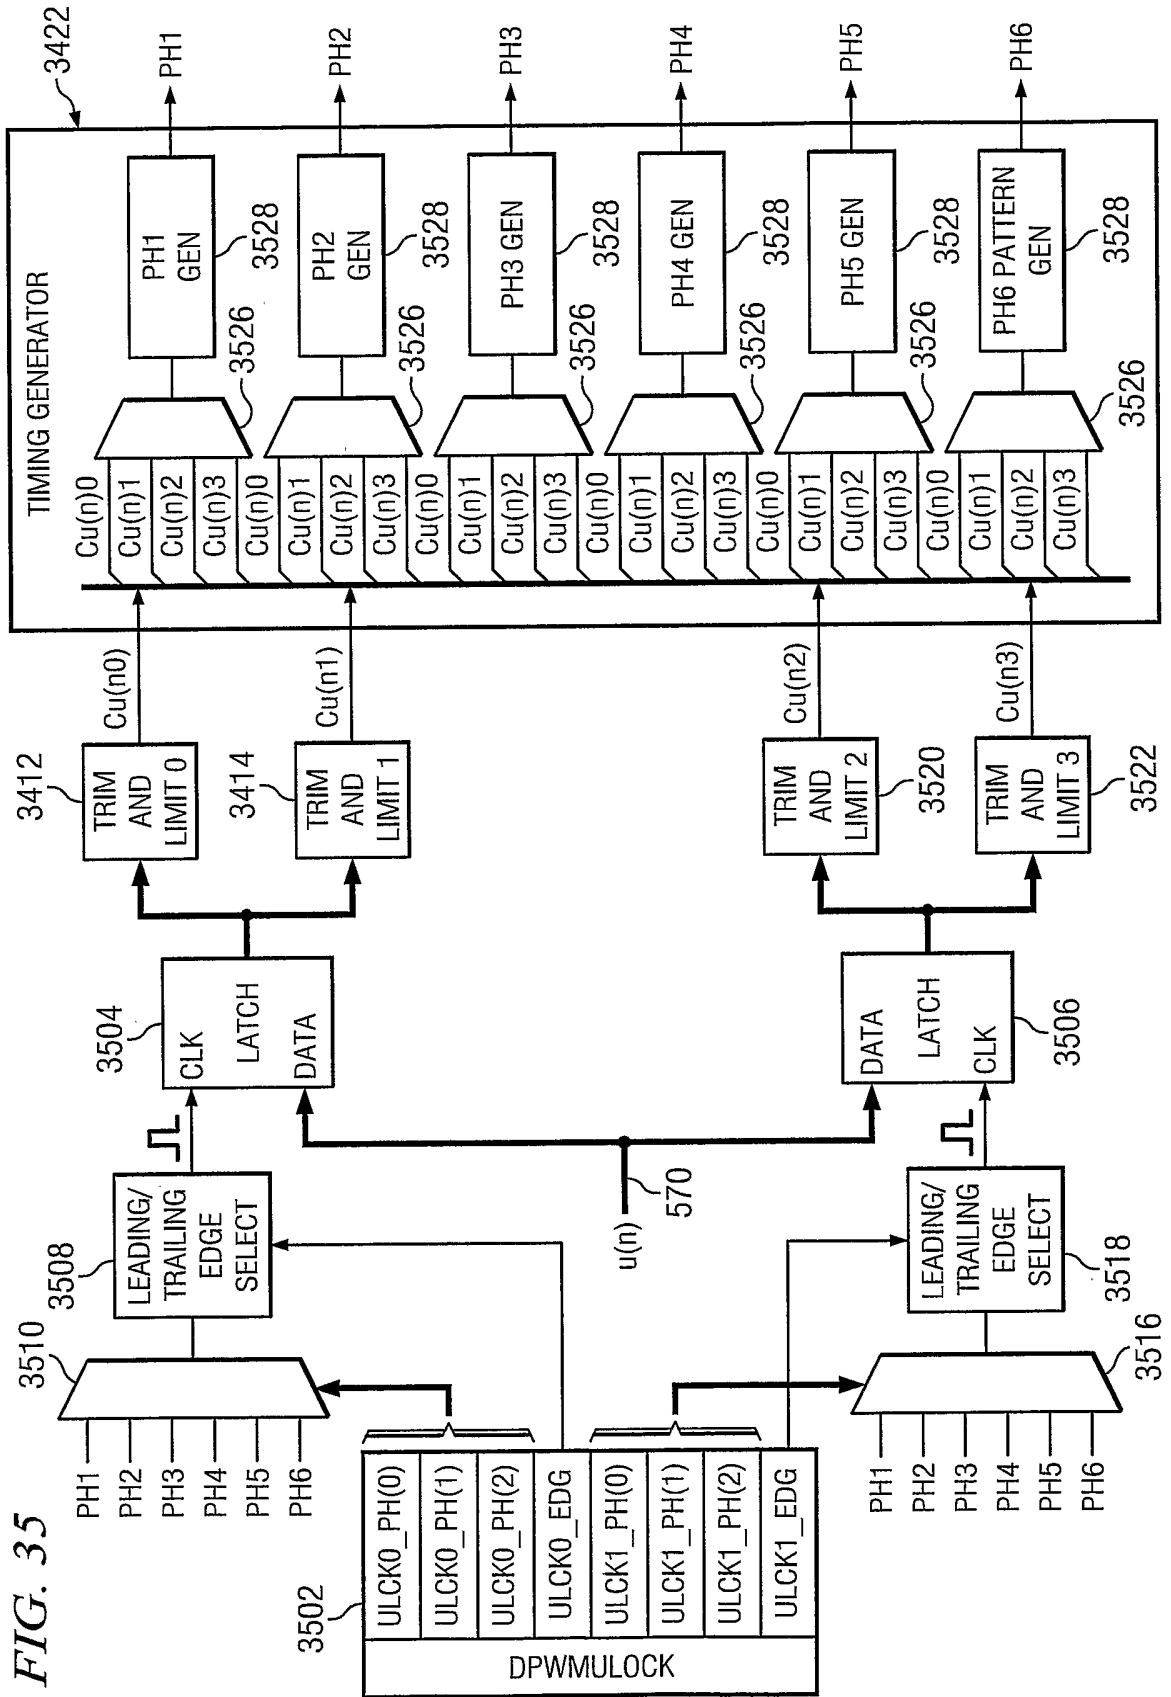 FIG. 35
3502
DPWMULOCK
ULCK0_PH(0)
ULCK0_PH(1)
ULCK0_PH(2)
ULCK0_EDG
ULCK1_PH(0)
ULCK1_PH(1)
ULCK1_PH(2)
ULCK1_EDG
PH1
PH2
PH3
PH4
PH5
PH6
3510
3508
LEADING/
TRAILING
EDGE
SELECT
3504
CLK
LATCH
DATA
u(n)
570
PH1
PH2
PH3
PH4
PH5
PH6
3516
LEADING/
TRAILING
EDGE
SELECT
3518
DATA
LATCH
CLK
3506
3412
TRIM
AND
LIMIT 0
Cu(n0)
3414
TRIM
AND
LIMIT 1
Cu(n1)
TRIM
AND
LIMIT 2
3520
Cu(n2)
TRIM
AND
LIMIT 3
3522
Cu(n3)
TIMING GENERATOR
3422
Cu(n)0
Cu(n)1
Cu(n)2
Cu(n)3
3526
PH1
GEN
3528
PH1
Cu(n)0
Cu(n)1
Cu(n)2
Cu(n)3
3526
PH2
GEN
3528
PH2
Cu(n)0
Cu(n)1
Cu(n)2
Cu(n)3
3526
PH3 GEN
3528
PH3
Cu(n)0
Cu(n)1
Cu(n)2
Cu(n)3
3526
PH4 GEN
3528
PH4
Cu(n)0
Cu(n)1
Cu(n)2
Cu(n)3
3526
PH5 GEN
3528
PH5
Cu(n)0
Cu(n)1
Cu(n)2
Cu(n)3
3526
PH6 PATTERN
GEN
3528
PH6